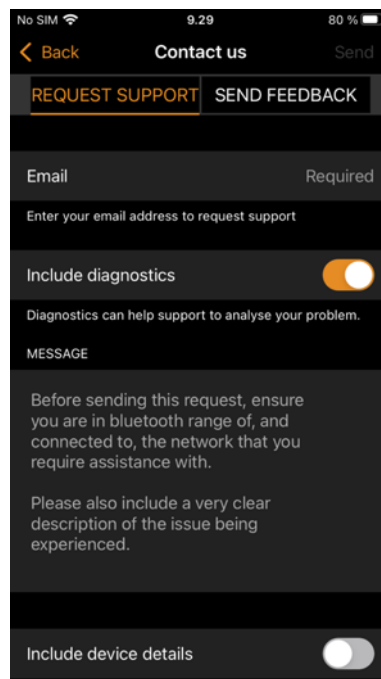 No SIM 9.29 80 %
Back Contact us Send
REQUEST SUPPORT SEND FEEDBACK
Email Required
Enter your email address to request support
Include diagnostics
Diagnostics can help support to analyse your problem.
MESSAGE
Before sending this request, ensure
you are in bluetooth range of, and
connected to, the network that you
require assistance with.
Please also include a very clear
description of the issue being
experienced.
Include device details